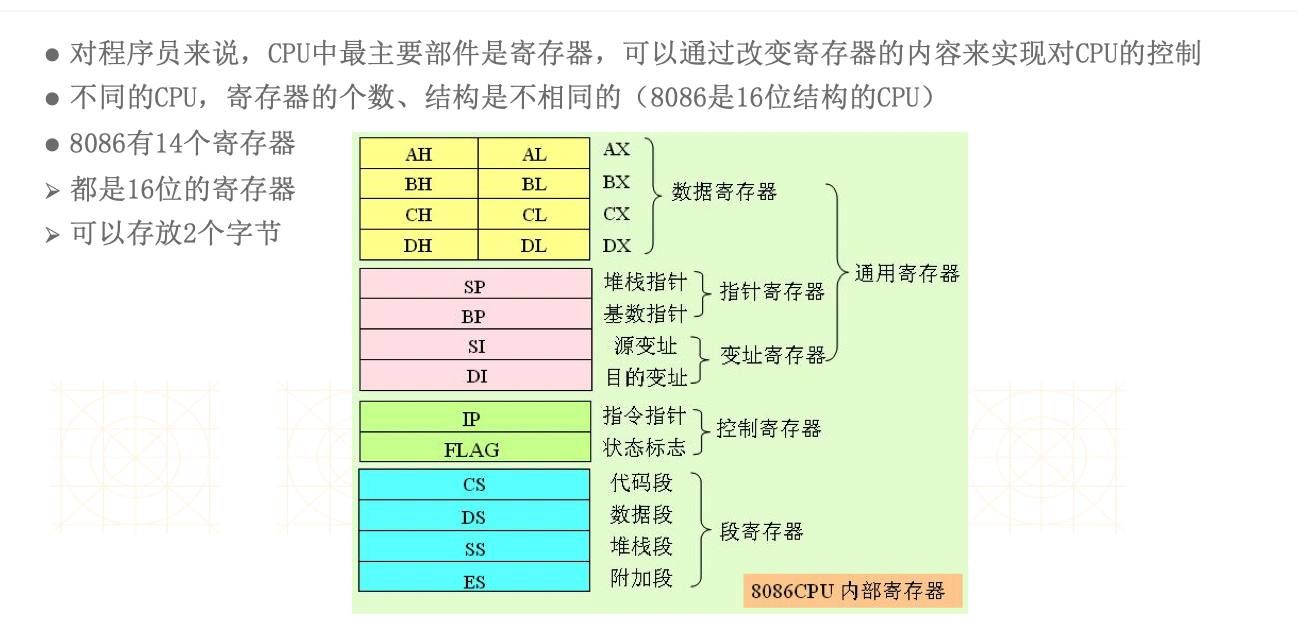 ● 对程序员来说，CPU中最主要部件是寄存器，可以通过改变寄存器的内容来实现对CPU的控制
● 不同的CPU，寄存器的个数、结构是不相同的（8086是16位结构的CPU）
● 8086有14个寄存器
➢ 都是16位的寄存器
➢ 可以存放2个字节
AH AL AX
BH BL BX
CH CL CX
DH DL DX
数据寄存器
SP 堆栈指针
BP 基数指针
指针寄存器
SI 源变址
DI 目的变址
变址寄存器
通用寄存器
IP 指令指针
FLAG 状态标志
控制寄存器
CS 代码段
DS 数据段
SS 堆栈段
ES 附加段
段寄存器
8086CPU 内部寄存器